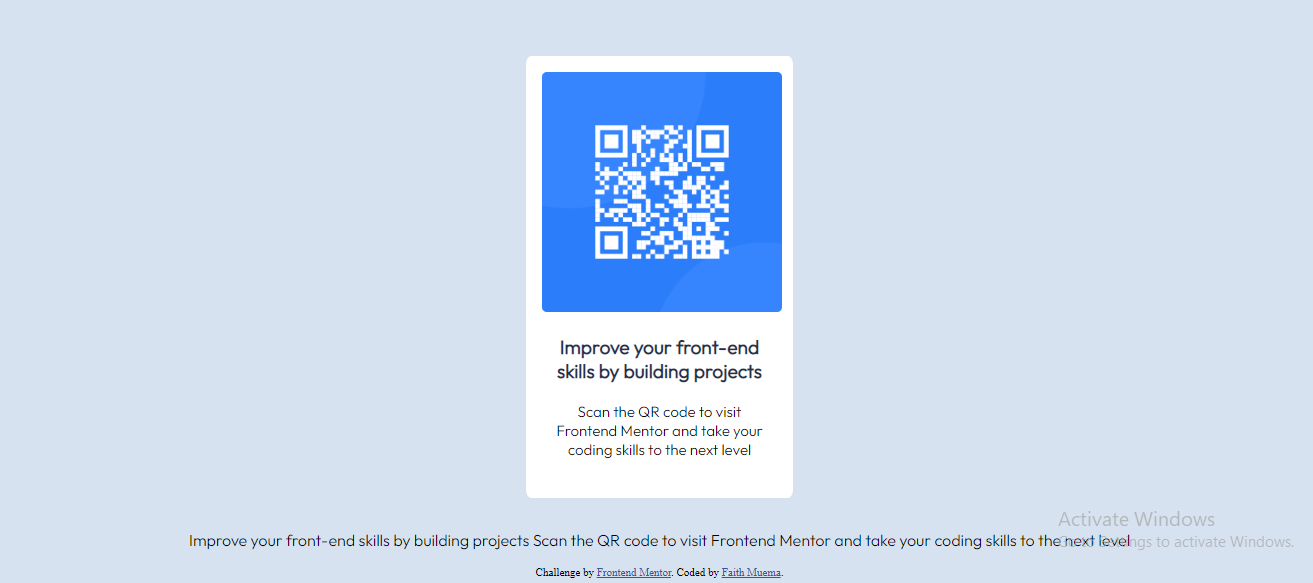 Improve your front-end
skills by building projects
Scan the QR code to visit
Frontend Mentor and take your
coding skills to the next level
Activate Windows
Improve your front-end skills by building projects Scan the QR code to visit Frontend Mentor and take your coding skills to the next level
Go to Settings to activate Windows.
Challenge by Frontend Mentor. Coded by Faith Muema.